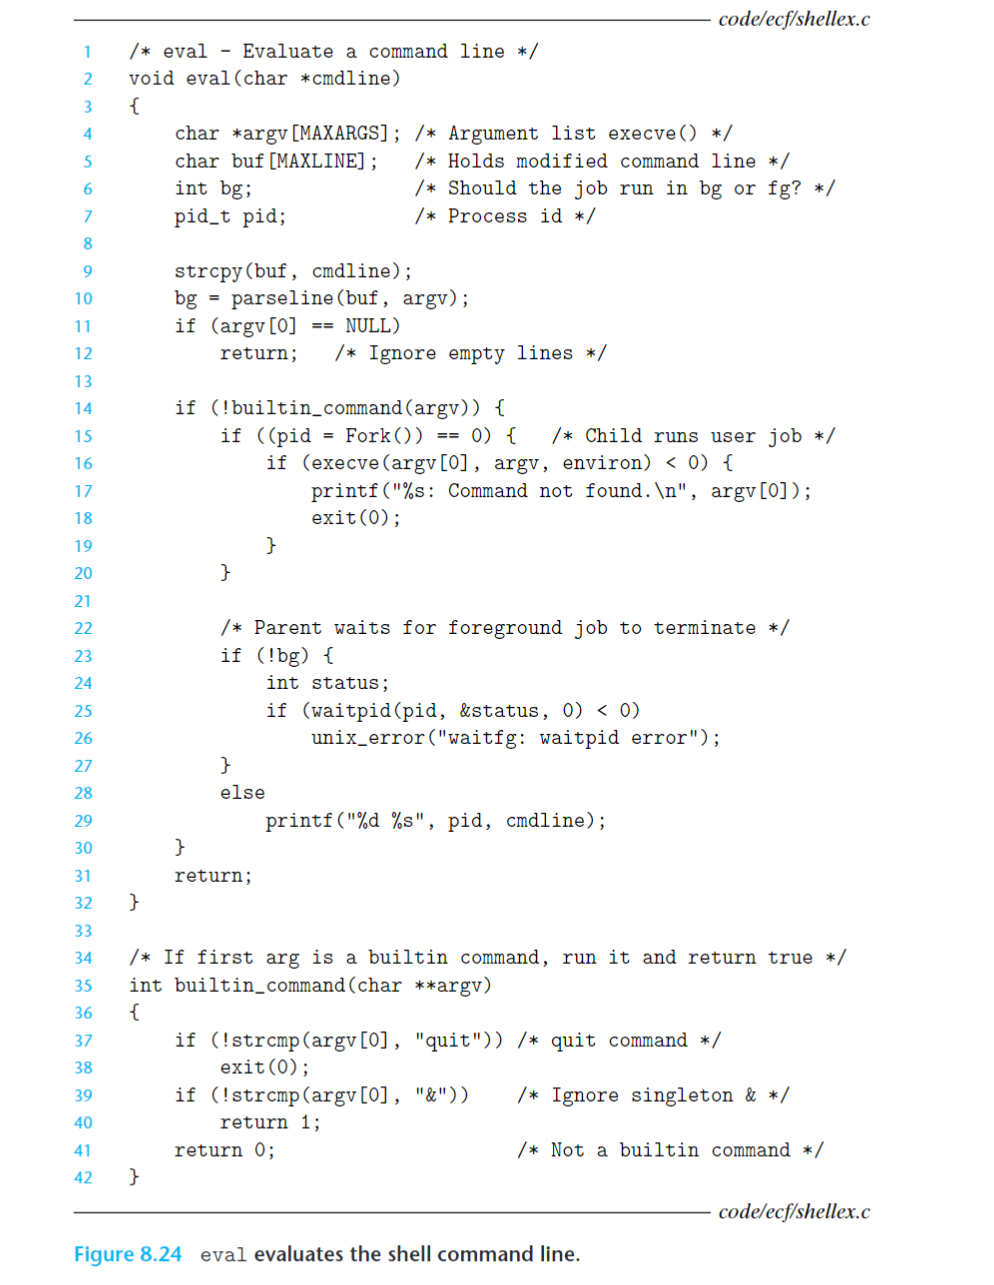 code/ecf/shellex.c
1 /* eval - Evaluate a command line */
2 void eval(char *cmdline)
3 {
4     char *argv[MAXARGS]; /* Argument list execve() */
5     char buf[MAXLINE];   /* Holds modified command line */
6     int bg;              /* Should the job run in bg or fg? */
7     pid_t pid;           /* Process id */
8
9     strcpy(buf, cmdline);
10     bg = parseline(buf, argv);
11     if (argv[0] == NULL)
12         return;   /* Ignore empty lines */
13
14     if (!builtin_command(argv)) {
15         if ((pid = Fork()) == 0) {   /* Child runs user job */
16             if (execve(argv[0], argv, environ) < 0) {
17                 printf("%s: Command not found.\n", argv[0]);
18                 exit(0);
19             }
20         }
21
22         /* Parent waits for foreground job to terminate */
23         if (!bg) {
24             int status;
25             if (waitpid(pid, &status, 0) < 0)
26                 unix_error("waitfg: waitpid error");
27         }
28         else
29             printf("%d %s", pid, cmdline);
30     }
31     return;
32 }
33
34 /* If first arg is a builtin command, run it and return true */
35 int builtin_command(char **argv)
36 {
37     if (!strcmp(argv[0], "quit")) /* quit command */
38         exit(0);
39     if (!strcmp(argv[0], "&"))    /* Ignore singleton & */
40         return 1;
41     return 0;                     /* Not a builtin command */
42 }
code/ecf/shellex.c
Figure 8.24 eval evaluates the shell command line.